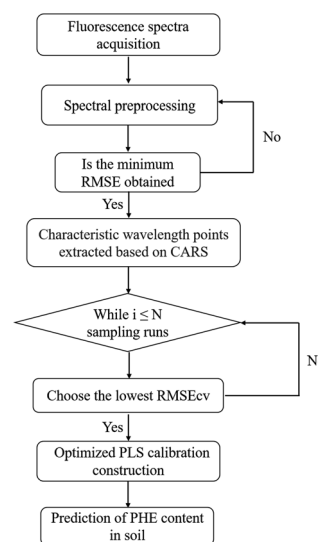 Fluorescence spectra
acquisition
Spectral preprocessing
No
Is the minimum
RMSE obtained
Yes
Characteristic wavelength points
extracted based on CARS
While i ≤ N
sampling runs
N
Choose the lowest RMSEcv
Yes
Optimized PLS calibration
construction
Prediction of PHE content
in soil